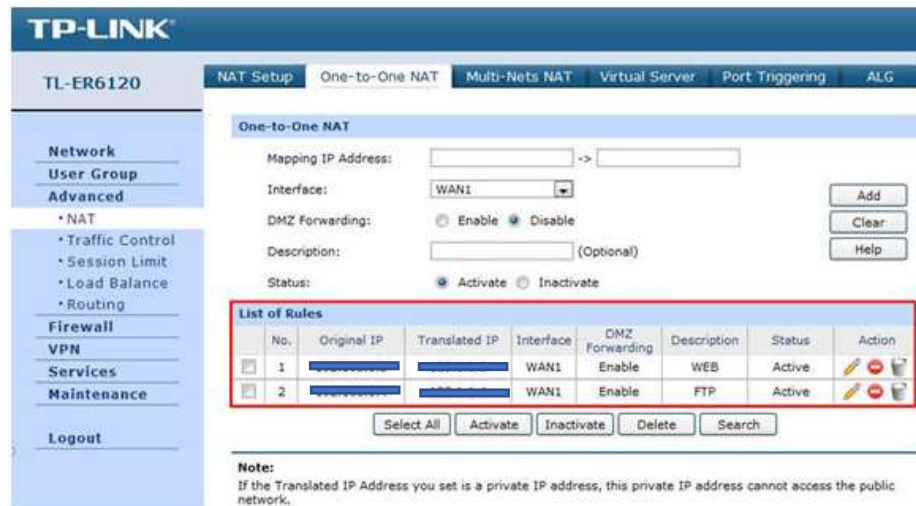 TP-LINK
TL-ER6120
NAT Setup One-to-One NAT Multi-Nets NAT Virtual Server Port Triggering ALG
Network
User Group
Advanced
• NAT
• Traffic Control
• Session Limit
• Load Balance
• Routing
Firewall
VPN
Services
Maintenance
Logout
One-to-One NAT
Mapping IP Address: ->
Interface: WAN1
Add
DMZ Forwarding: Enable Disable
Clear
Description: (Optional)
Help
Status: Activate Inactivate
List of Rules
No. Original IP Translated IP Interface DMZ Forwarding Description Status Action
1 WAN1 Enable WEB Active
2 WAN1 Enable FTP Active
Select All Activate Inactivate Delete Search
Note:
If the Translated IP Address you set is a private IP address, this private IP address cannot access the public
network.